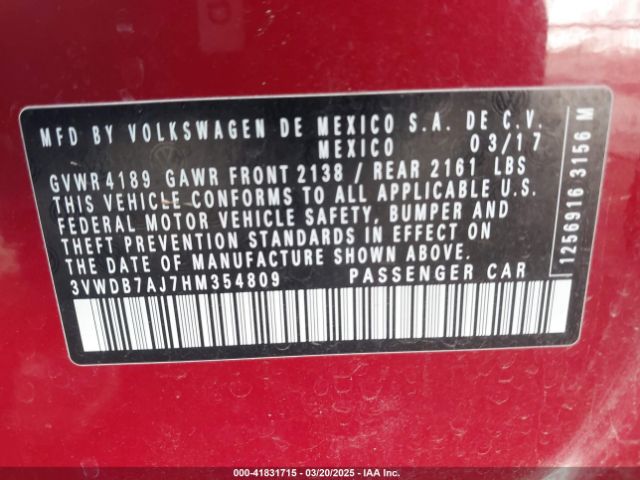 MFD BY VOLKSWAGEN DE MEXICO S.A. DE C.V.
MEXICO 03/17
GVWR 4189 GAWR FRONT 2138 / REAR 2161 LBS
THIS VEHICLE CONFORMS TO ALL APPLICABLE U.S.
FEDERAL MOTOR VEHICLE SAFETY, BUMPER AND
THEFT PREVENTION STANDARDS IN EFFECT ON
THE DATE OF MANUFACTURE SHOWN ABOVE.
3VWDB7AJ7HM354809 PASSENGER CAR
1256916 3156 M
000-41831715 — 03/20/2025 — IAA Inc.